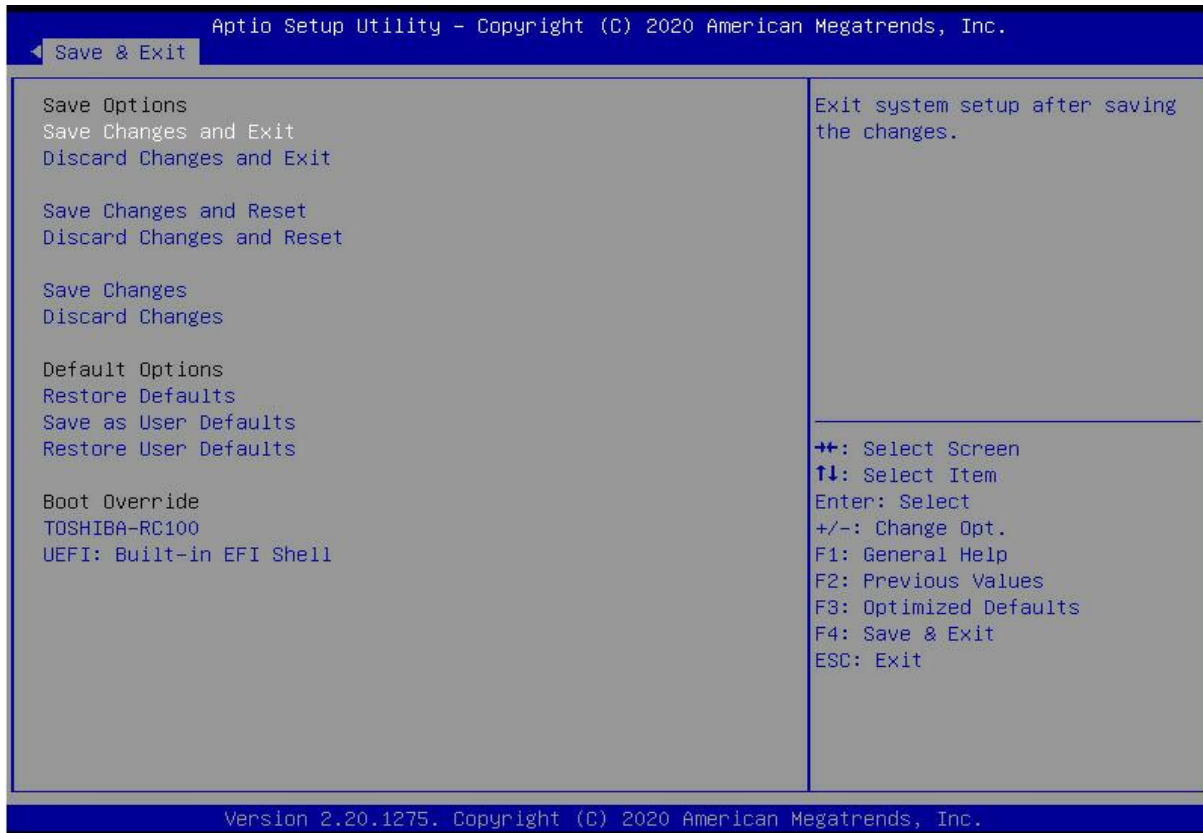 Aptio Setup Utility – Copyright (C) 2020 American Megatrends, Inc.
Save & Exit
Save Options
Save Changes and Exit
Discard Changes and Exit
Save Changes and Reset
Discard Changes and Reset
Save Changes
Discard Changes
Default Options
Restore Defaults
Save as User Defaults
Restore User Defaults
Boot Override
TOSHIBA-RC100
UEFI: Built-in EFI Shell
Exit system setup after saving
the changes.
→←: Select Screen
↑↓: Select Item
Enter: Select
+/-: Change Opt.
F1: General Help
F2: Previous Values
F3: Optimized Defaults
F4: Save & Exit
ESC: Exit
Version 2.20.1275. Copyright (C) 2020 American Megatrends, Inc.